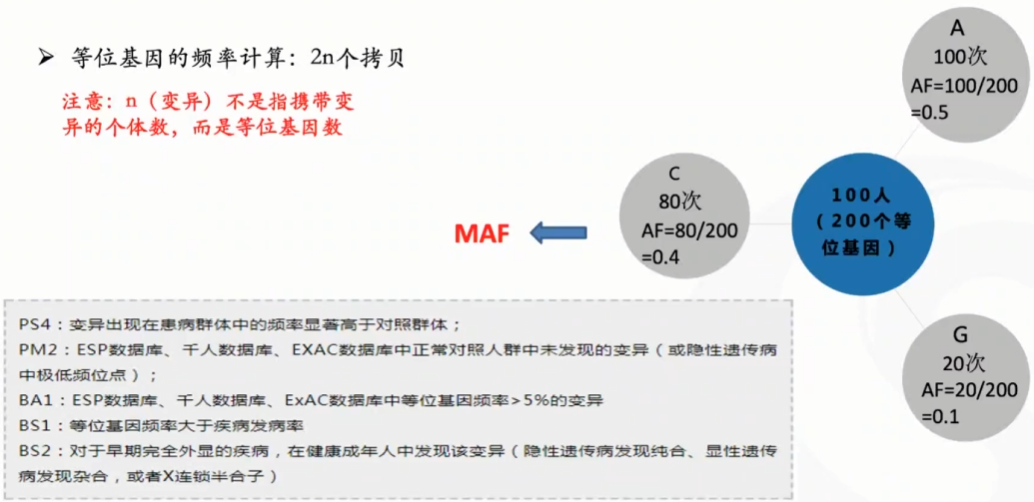 ➢ 等位基因的频率计算：2n个拷贝
注意：n（变异）不是指携带变
异的个体数，而是等位基因数
A
100次
AF=100/200
=0.5
C
80次
AF=80/200
=0.4
MAF
100人
（200个等
位基因）
G
20次
AF=20/200
=0.1
PS4：变异出现在患病群体中的频率显著高于对照群体；
PM2：ESP数据库、千人数据库、EXAC数据库中正常对照人群中未发现的变异（或隐性遗传病
中极低频位点）；
BA1：ESP数据库、千人数据库、ExAC数据库中等位基因频率>5%的变异
BS1：等位基因频率大于疾病发病率
BS2：对于早期完全外显的疾病，在健康成年人中发现该变异（隐性遗传病发现纯合、显性遗传
病发现杂合，或者X连锁半合子）